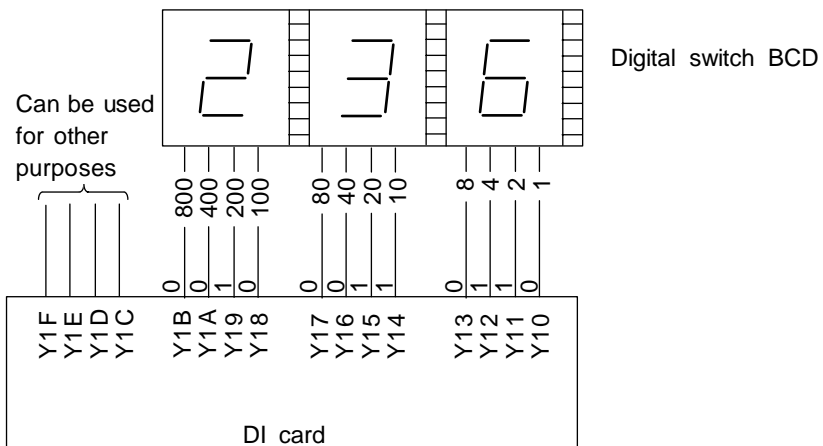 2 3 6
Digital switch BCD
Can be used
for other
purposes
800 400 200 100 80 40 20 10 8 4 2 1
0 0 1 0 0 0 1 1 0 1 1 0
Y1F Y1E Y1D Y1C Y1B Y1A Y19 Y18 Y17 Y16 Y15 Y14 Y13 Y12 Y11 Y10
DI card